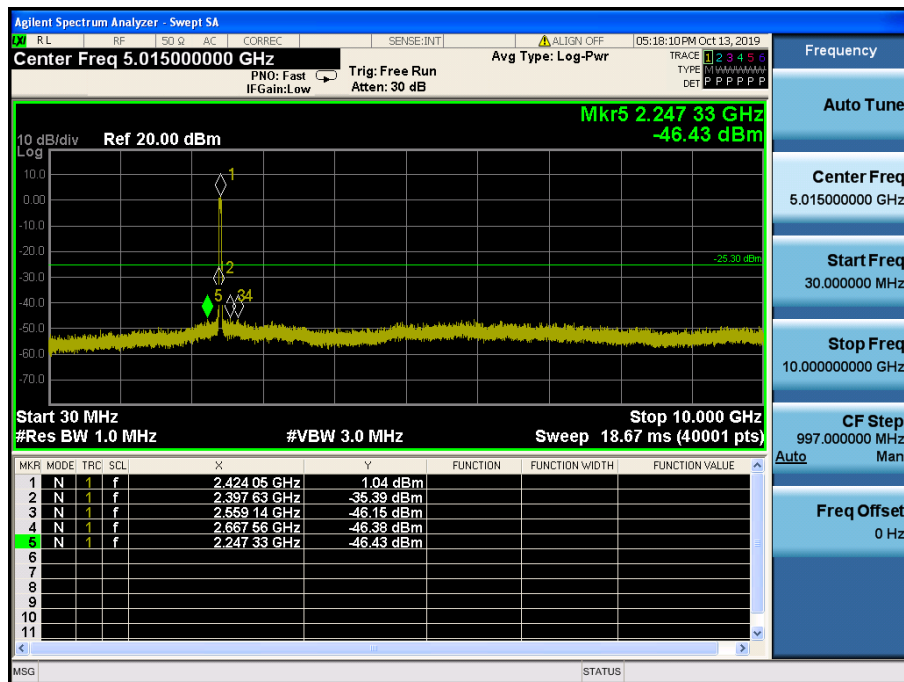 Agilent Spectrum Analyzer - Swept SA
LXI RL RF 50 Ω AC CORREC SENSE:INT ALIGN OFF 05:18:10 PM Oct 13, 2019
Center Freq 5.015000000 GHz
PNO: Fast
IFGain:Low
Trig: Free Run
Atten: 30 dB
Avg Type: Log-Pwr
TRACE 1 2 3 4 5 6
TYPE M WWWWW
DET P P P P P P
Mkr5 2.247 33 GHz
-46.43 dBm
10 dB/div Ref 20.00 dBm
Log
10.0
0.00
-10.0
-20.0
-30.0
-40.0
-50.0
-60.0
-70.0
1
2
5
34
-25.30 dBm
Start 30 MHz Stop 10.000 GHz
#Res BW 1.0 MHz #VBW 3.0 MHz Sweep 18.67 ms (40001 pts)
MKR MODE TRC SCL X Y FUNCTION FUNCTION WIDTH FUNCTION VALUE
1 N 1 f 2.424 05 GHz 1.04 dBm
2 N 1 f 2.397 63 GHz -35.39 dBm
3 N 1 f 2.559 14 GHz -46.15 dBm
4 N 1 f 2.667 56 GHz -46.38 dBm
5 N 1 f 2.247 33 GHz -46.43 dBm
6
7
8
9
10
11
MSG STATUS
Frequency
Auto Tune
Center Freq
5.015000000 GHz
Start Freq
30.000000 MHz
Stop Freq
10.000000000 GHz
CF Step
997.000000 MHz
Auto Man
Freq Offset
0 Hz